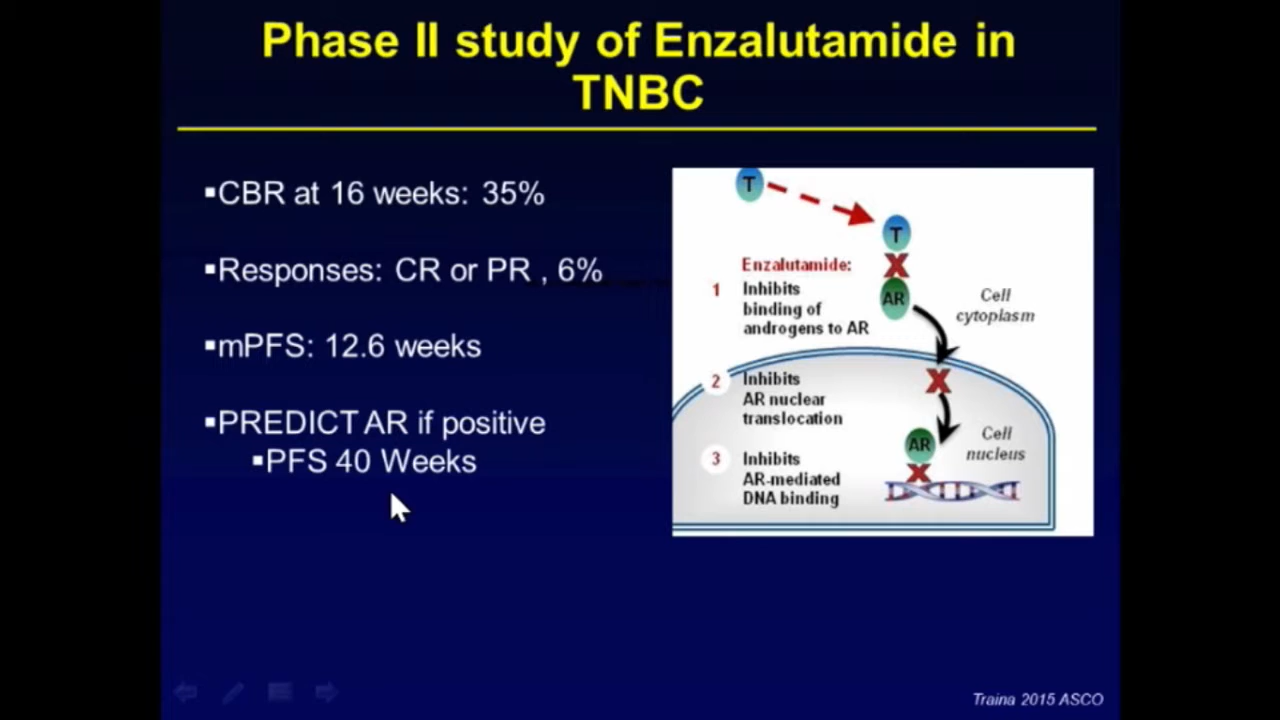 Phase II study of Enzalutamide in
TNBC
▪CBR at 16 weeks: 35%
▪Responses: CR or PR , 6%
▪mPFS: 12.6 weeks
▪PREDICT AR if positive
▪PFS 40 Weeks
T
T
X
AR
Enzalutamide:
1 Inhibits
binding of
androgens to AR
Cell
cytoplasm
X
2 Inhibits
AR nuclear
translocation
Cell
nucleus
AR
X
3 Inhibits
AR-mediated
DNA binding
Traina 2015 ASCO